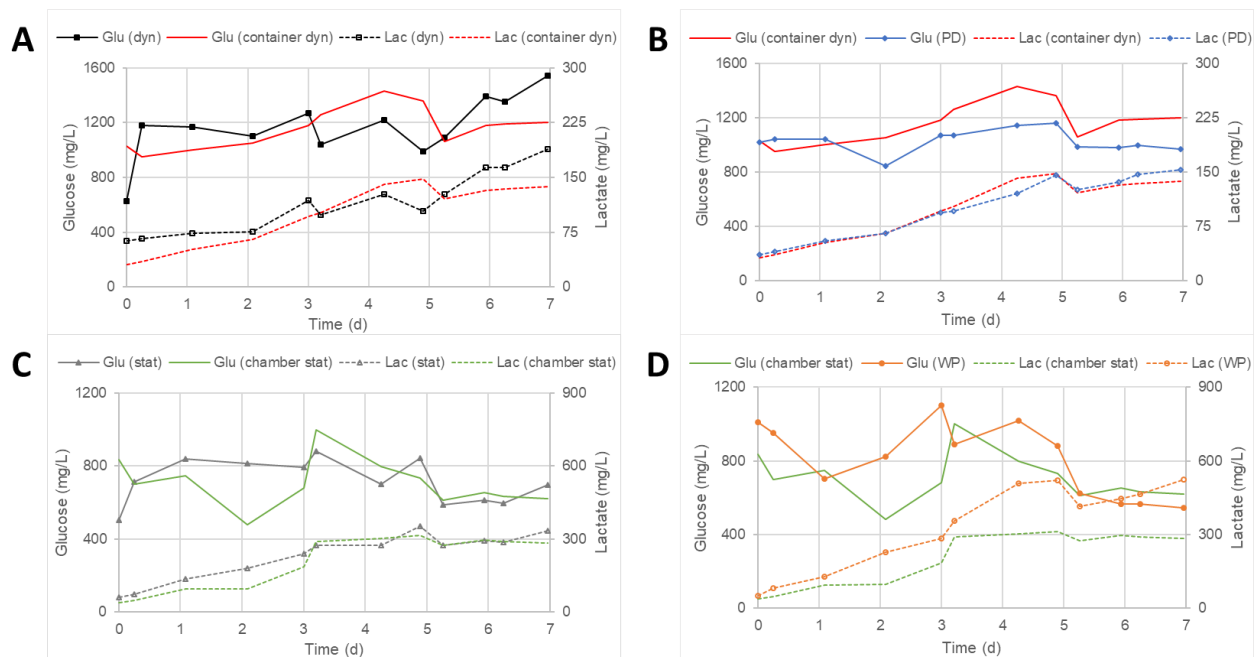 A
Glu (dyn) Glu (container dyn) Lac (dyn) Lac (container dyn)
1600 300
1200 225
800 150
400 75
0 0
0 1 2 3 4 5 6 7
Glucose (mg/L)
Lactate (mg/L)
Time (d)
B
Glu (container dyn) Glu (PD) Lac (container dyn) Lac (PD)
1600 300
1200 225
800 150
400 75
0 0
0 1 2 3 4 5 6 7
Glucose (mg/L)
Lactate (mg/L)
Time (d)
C
Glu (stat) Glu (chamber stat) Lac (stat) Lac (chamber stat)
1200 900
800 600
400 300
0 0
0 1 2 3 4 5 6 7
Glucose (mg/L)
Lactate (mg/L)
Time (d)
D
Glu (chamber stat) Glu (WP) Lac (chamber stat) Lac (WP)
1200 900
800 600
400 300
0 0
0 1 2 3 4 5 6 7
Glucose (mg/L)
Lactate (mg/L)
Time (d)